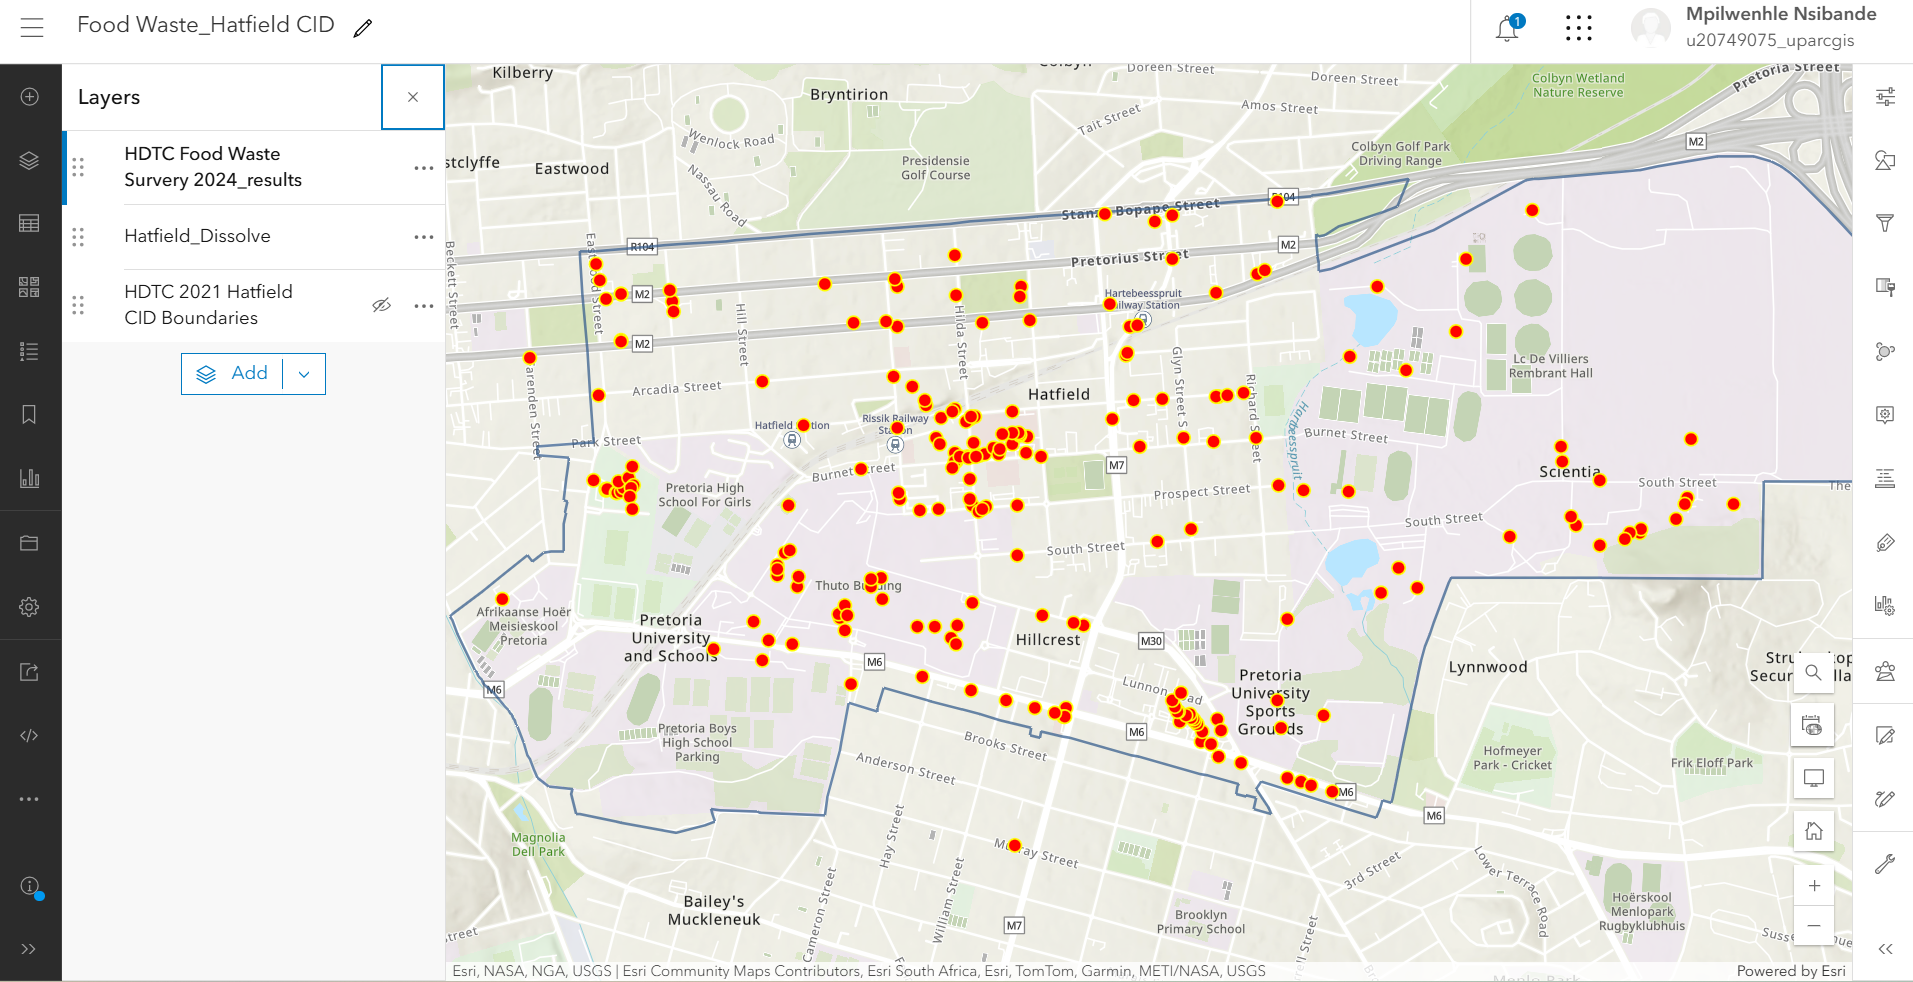 Food Waste_Hatfield CID
1
Mpilwenhle Nsibande
u20749075_uparcgis
Layers
HDTC Food Waste
Survery 2024_results
Hatfield_Dissolve
HDTC 2021 Hatfield
CID Boundaries
Add
Kilberry
Bryntirion
Doreen Street
Doreen Street
Colbyn Wetland
Nature Reserve
Pretoria Street
Amos Street
Tait Street
Wenlock Road
Eastwood
Presidensie
Golf Course
Colbyn Golf Park
Driving Range
M2
Nassau Road
R104
Stanza Bopape Street
R104
M2
Pretorius Street
Beckett Street
Eastwood Street
M2
Hartebeesspruit
Railway Station
Hill Street
Hilda Street
M2
Glyn Street S
Richard Street
Lc De Villiers
Rembrant Hall
Arcadia Street
Hatfield
Hatfield Station
Rissik Railway
Station
Park Street
Burnet Street
Hartbeesspruit
Burnet Street
M7
Scientia
South Street
The
Pretoria High
School For Girls
Prospect Street
South Street
South Street
Thuto Building
Afrikaanse Hoër
Meisieskool
Pretoria
Pretoria
University
and Schools
Hillcrest
M30
M6
M6
Lynnwood
Pretoria
University
Sports
Grounds
Lunnon Road
Pretoria Boys
High School
Parking
Brooks Street
M6
Anderson Street
Hofmeyer
Park - Cricket
Frik Eloff Park
M6
M6
Magnolia
Dell Park
Hay Street
Murray Street
3rd Street
Lower Terrace Road
Bailey's
Muckleneuk
Cameron Street
William Street
M7
Brooklyn
Primary School
Hoërskool
Menlopark
Rugbyklubhuis
Esri, NASA, NGA, USGS | Esri Community Maps Contributors, Esri South Africa, Esri, TomTom, Garmin, METI/NASA, USGS
Powered by Esri